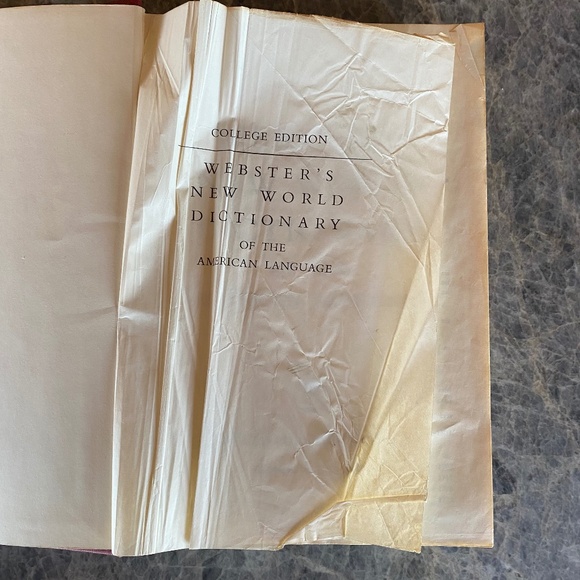 COLLEGE EDITION
WEBSTER'S
NEW WORLD
DICTIONARY
OF THE
AMERICAN LANGUAGE